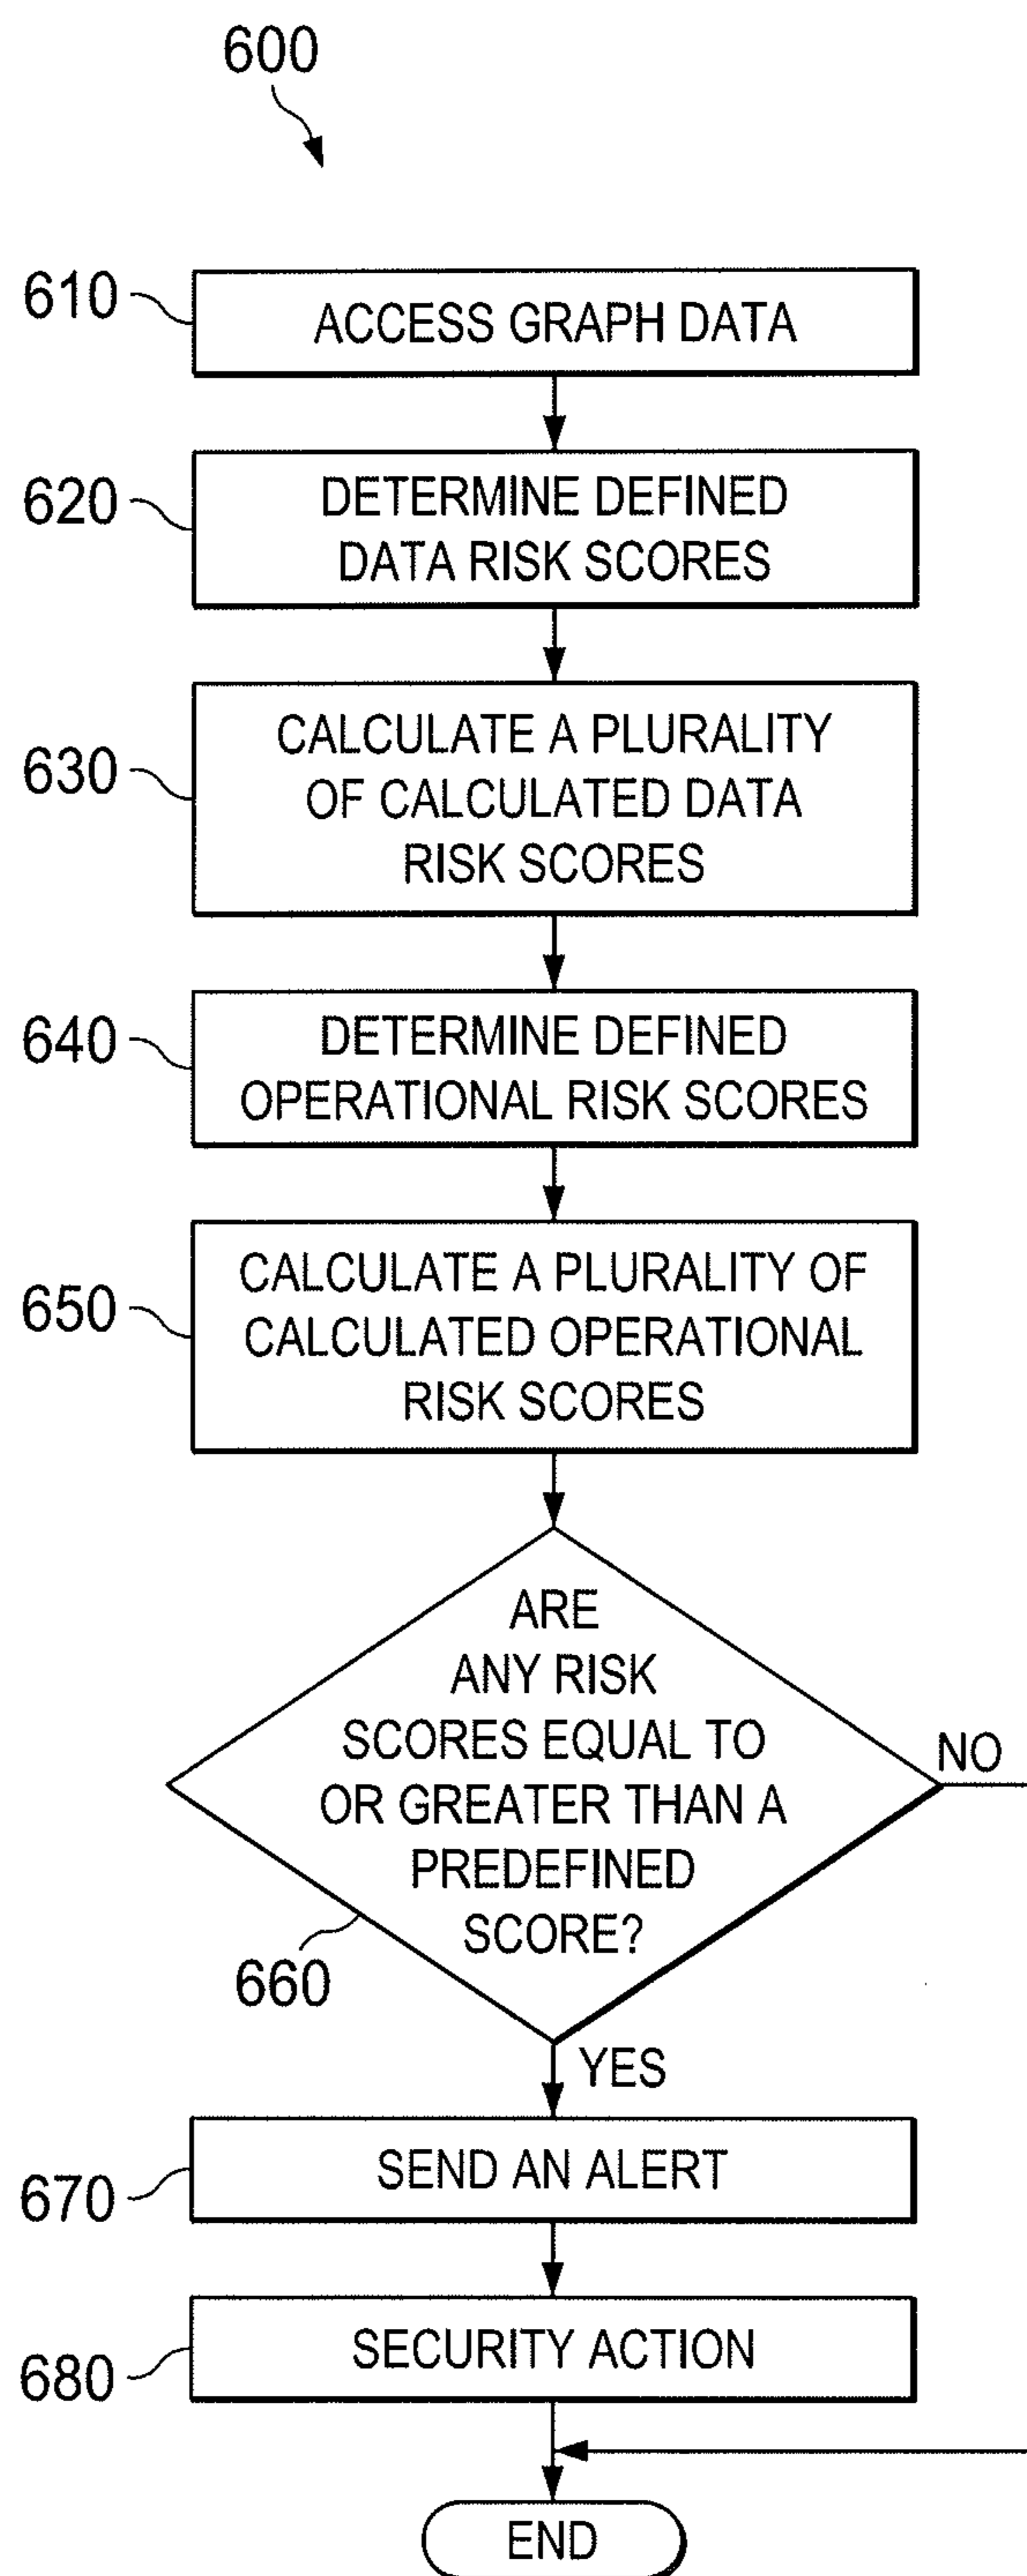 600
610
ACCESS GRAPH DATA
620
DETERMINE DEFINED
DATA RISK SCORES
630
CALCULATE A PLURALITY
OF CALCULATED DATA
RISK SCORES
640
DETERMINE DEFINED
OPERATIONAL RISK SCORES
650
CALCULATE A PLURALITY OF
CALCULATED OPERATIONAL
RISK SCORES
ARE
ANY RISK
SCORES EQUAL TO
OR GREATER THAN A
PREDEFINED
SCORE?
NO
660
YES
670
SEND AN ALERT
680
SECURITY ACTION
END